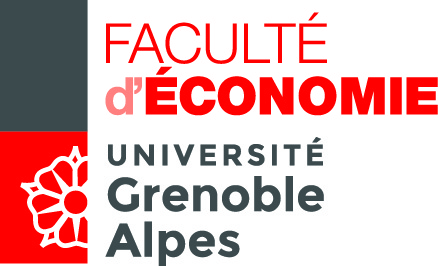 FACULTÉ
d'ÉCONOMIE
UNIVERSITÉ
Grenoble
Alpes